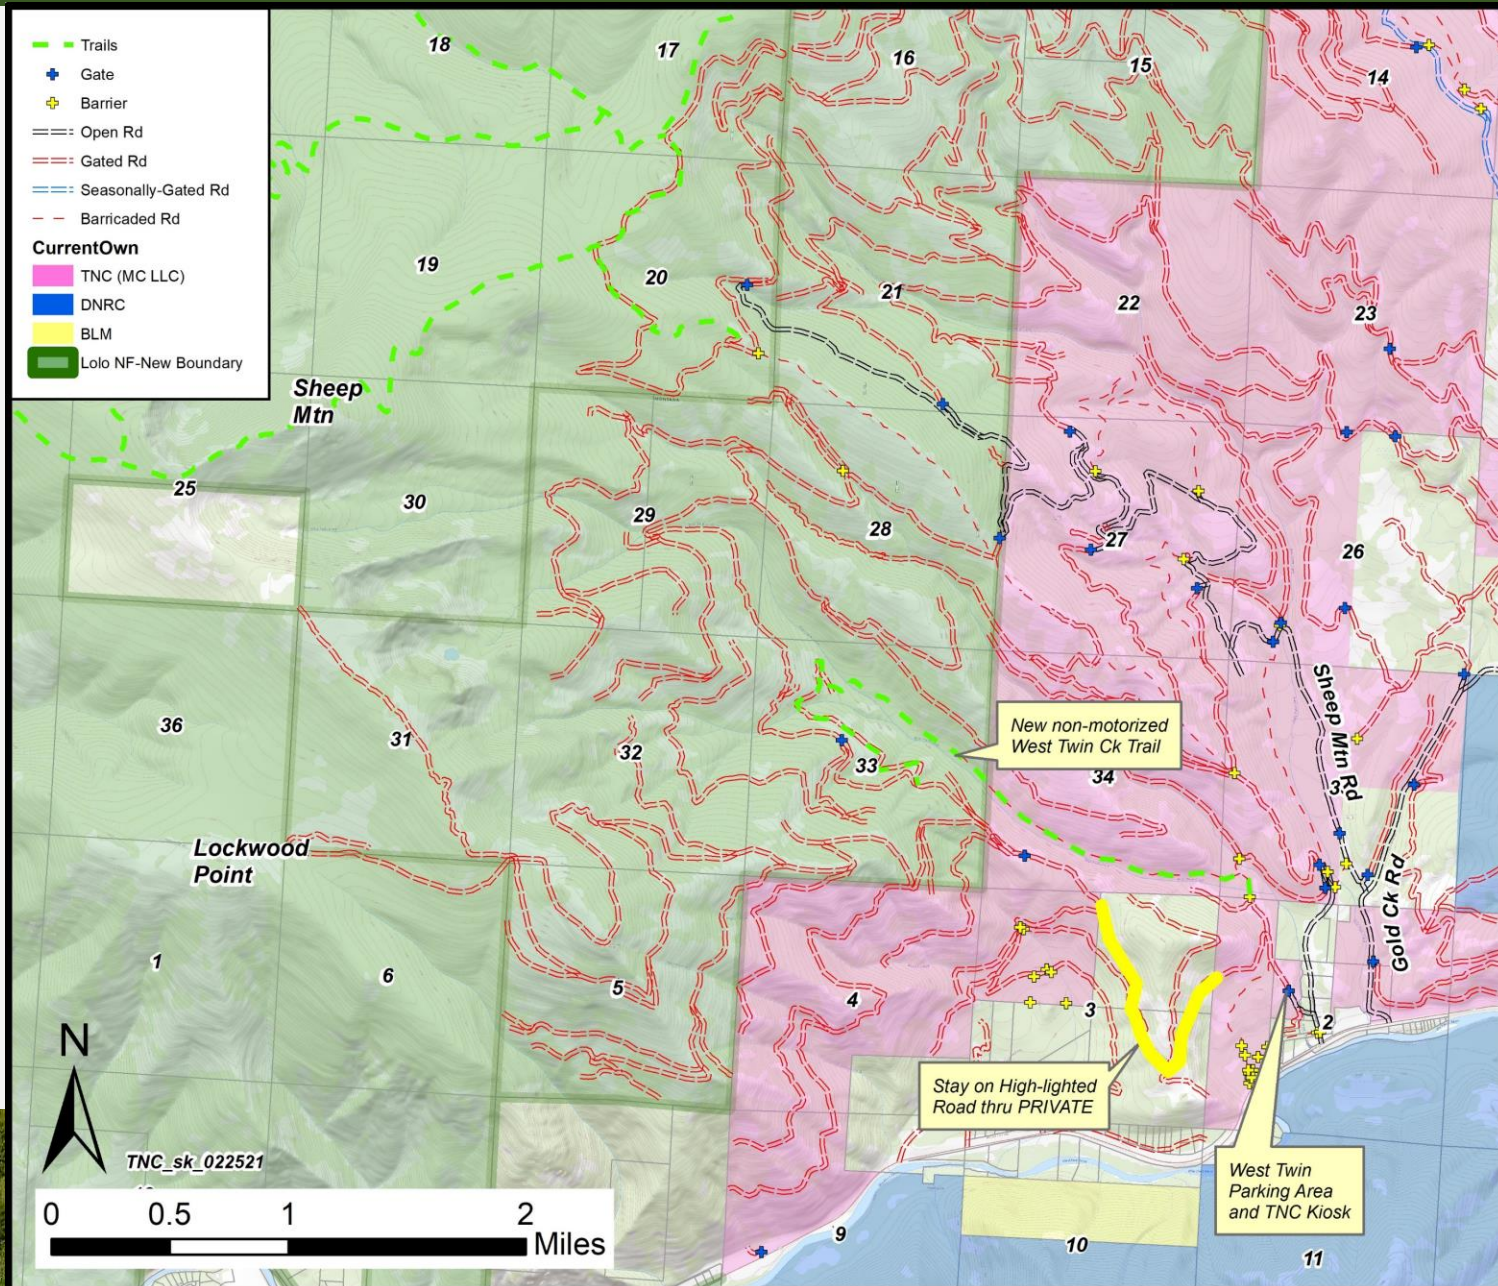 Trails
Gate
Barrier
Open Rd
Gated Rd
Seasonally-Gated Rd
Barricaded Rd
CurrentOwn
TNC (MC LLC)
DNRC
BLM
Lolo NF-New Boundary
18
17
16
15
14
19
20
21
22
23
Sheep
Mtn
25
30
29
28
27
26
36
31
32
33
34
New non-motorized
West Twin Ck Trail
Sheep Mtn Rd
Gold Ck Rd
Lockwood
Point
1
6
5
4
3
2
Stay on High-lighted
Road thru PRIVATE
West Twin
Parking Area
and TNC Kiosk
9
10
11
N
TNC_sk_022521
0 0.5 1 2
Miles